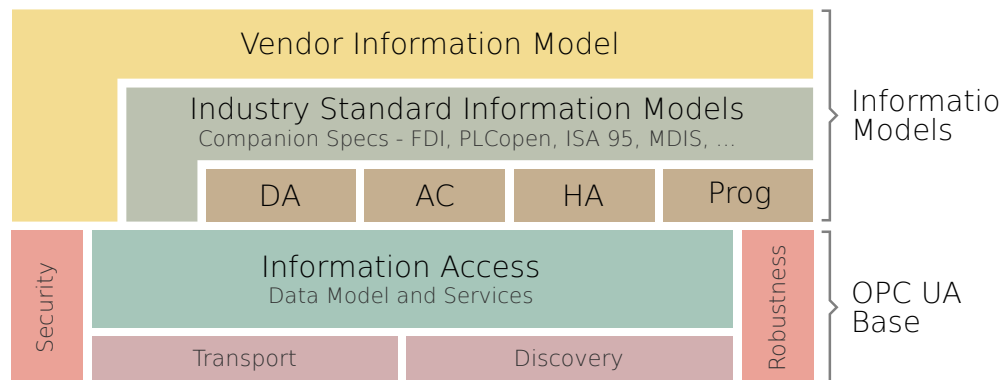 Vendor Information Model
Industry Standard Information Models
Companion Specs - FDI, PLCopen, ISA 95, MDIS, ...
DA
AC
HA
Prog
Informatio
Models
Security
Information Access
Data Model and Services
Robustness
Transport
Discovery
OPC UA
Base